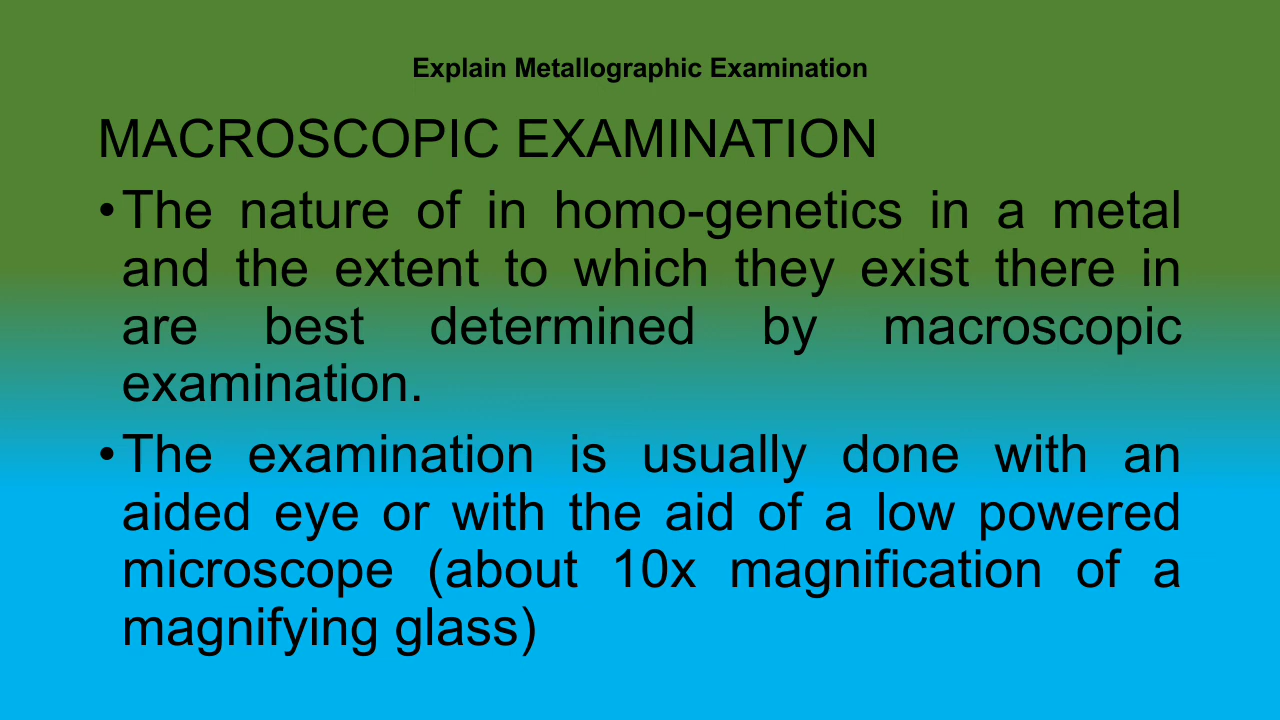 Explain Metallographic Examination
MACROSCOPIC EXAMINATION
•The nature of in homo-genetics in a metal
and the extent to which they exist there in
are best determined by macroscopic
examination.
•The examination is usually done with an
aided eye or with the aid of a low powered
microscope (about 10x magnification of a
magnifying glass)